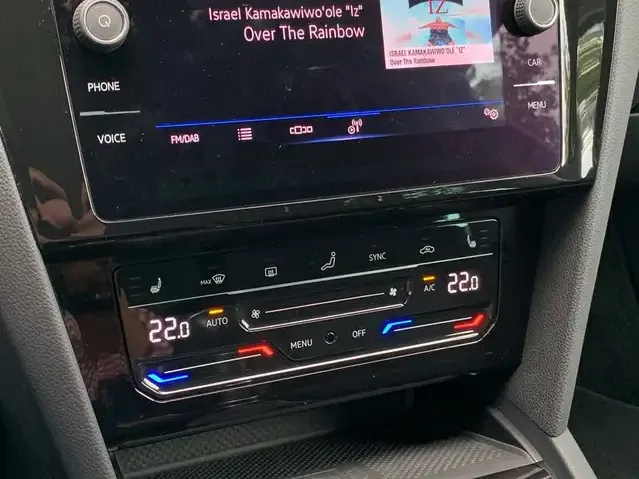 Israel Kamakawiwo'ole "Iz"
Over The Rainbow
IZ
ISRAEL KAMAKAWIWO'OLE "IZ"
Over The Rainbow
PHONE
VOICE
CAR
MENU
FM/DAB
MAX
SYNC
22.0
AUTO
A/C
22.0
MENU
OFF